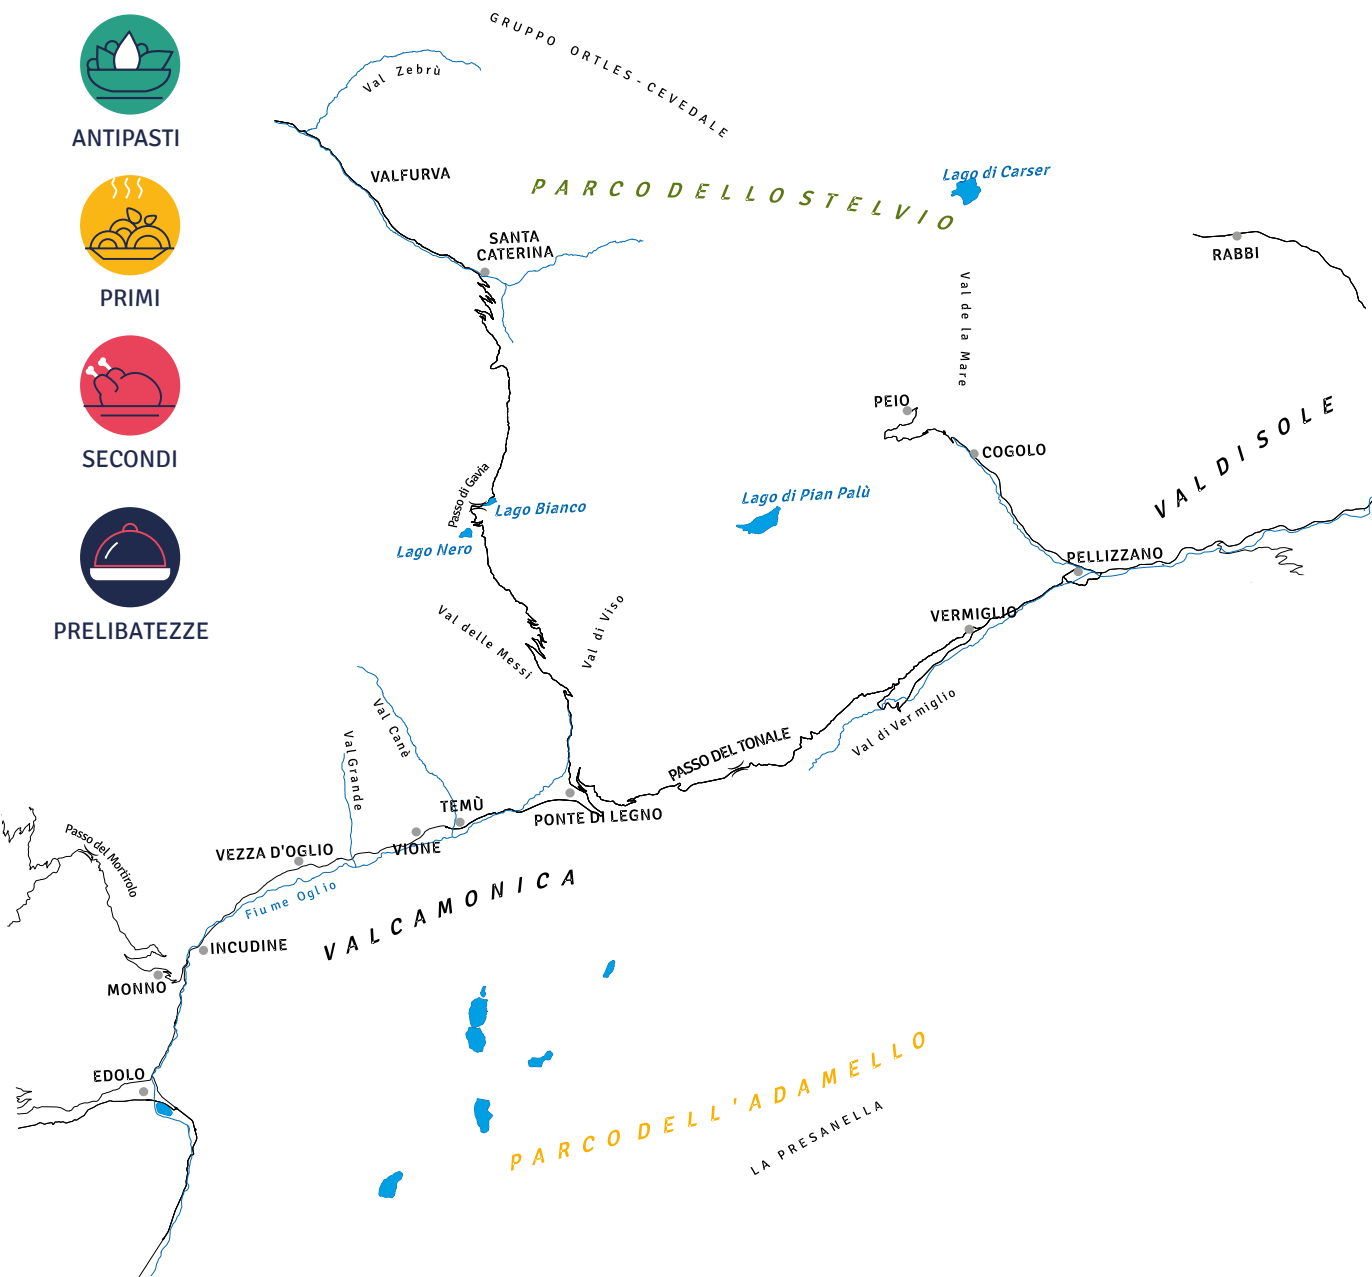 GRUPPO ORTLES-CEVEDALE
Val Zebrù
ANTIPASTI
VALFURVA
PARCO DELLO STELVIO
Lago di Carser
SANTA
CATERINA
RABBI
PRIMI
Val de la Mare
PEIO
VAL DI SOLE
COGOLO
SECONDI
Passo di Gavia
Lago Bianco
Lago di Pian Palù
Lago Nero
PELLIZZANO
PRELIBATEZZE
Val delle Messi
Val di Viso
VERMIGLIO
Val di Vermiglio
Val Canè
Val Grande
PASSO DEL TONALE
TEMÙ
PONTE DI LEGNO
Passo del Mortirolo
VEZZA D'OGLIO
VIONE
Fiume Oglio
VALCAMONICA
INCUDINE
MONNO
EDOLO
PARCO DELL'ADAMELLO
LA PRESANELLA